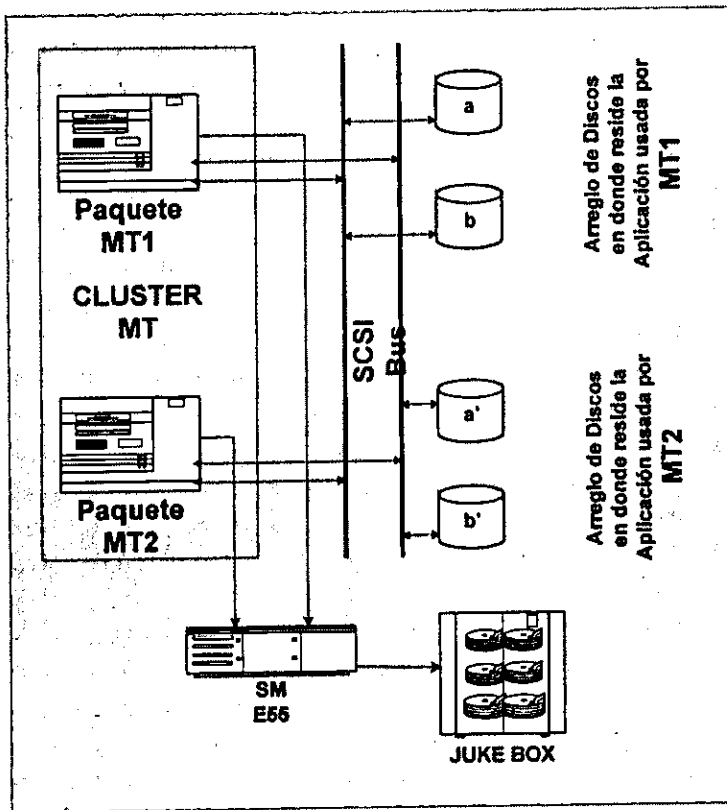 Paquete
MT1
CLUSTER
MT
Paquete
MT2
SCSI
Bus
a
b
a'
b'
Arreglo de Discos
en donde reside la
Aplicación usada por
MT1
Arreglo de Discos
en donde reside la
Aplicación usada por
MT2
SM
E55
JUKE BOX